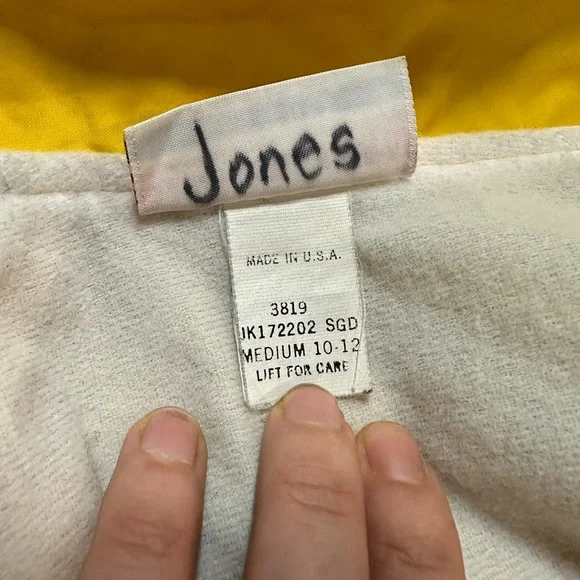 Jones
MADE IN U.S.A.
3819
JK172202 SGD
MEDIUM 10-12
LIFT FOR CARE